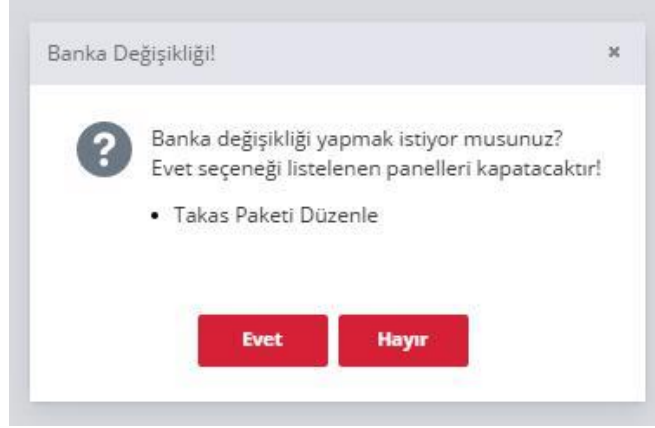 Banka Değişikliği!
Banka değişikliği yapmak istiyor musunuz?
Evet seçeneği listelenen panelleri kapatacaktır!
• Takas Paketi Düzenle
Evet Hayır